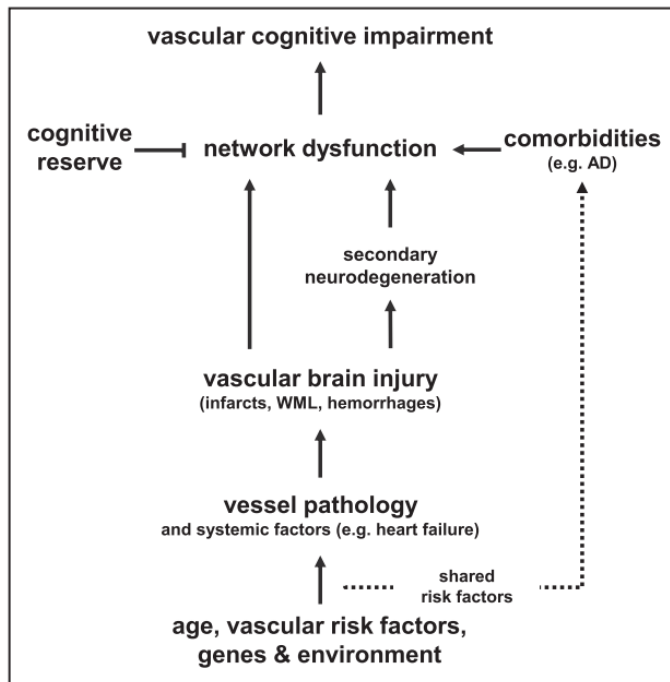 vascular cognitive impairment
cognitive
reserve
network dysfunction
comorbidities
(e.g. AD)
secondary
neurodegeneration
vascular brain injury
(infarcts, WML, hemorrhages)
vessel pathology
and systemic factors (e.g. heart failure)
shared
risk factors
age, vascular risk factors,
genes & environment